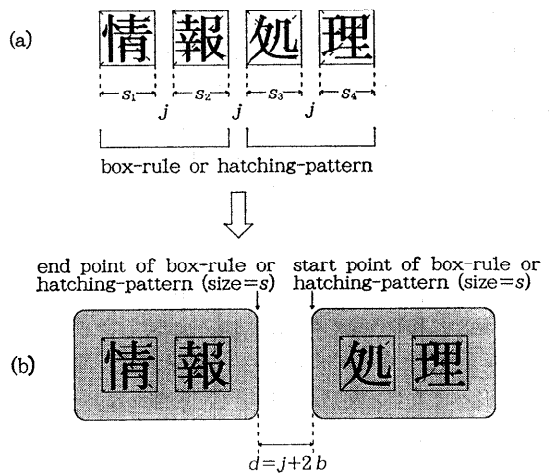 (a)
情 報 処 理
s₁ s₂ s₃ s₄
j j j
box-rule or hatching-pattern
end point of box-rule or
hatching-pattern (size=s)
start point of box-rule or
hatching-pattern (size=s)
(b)
情 報 処 理
d=j+2b